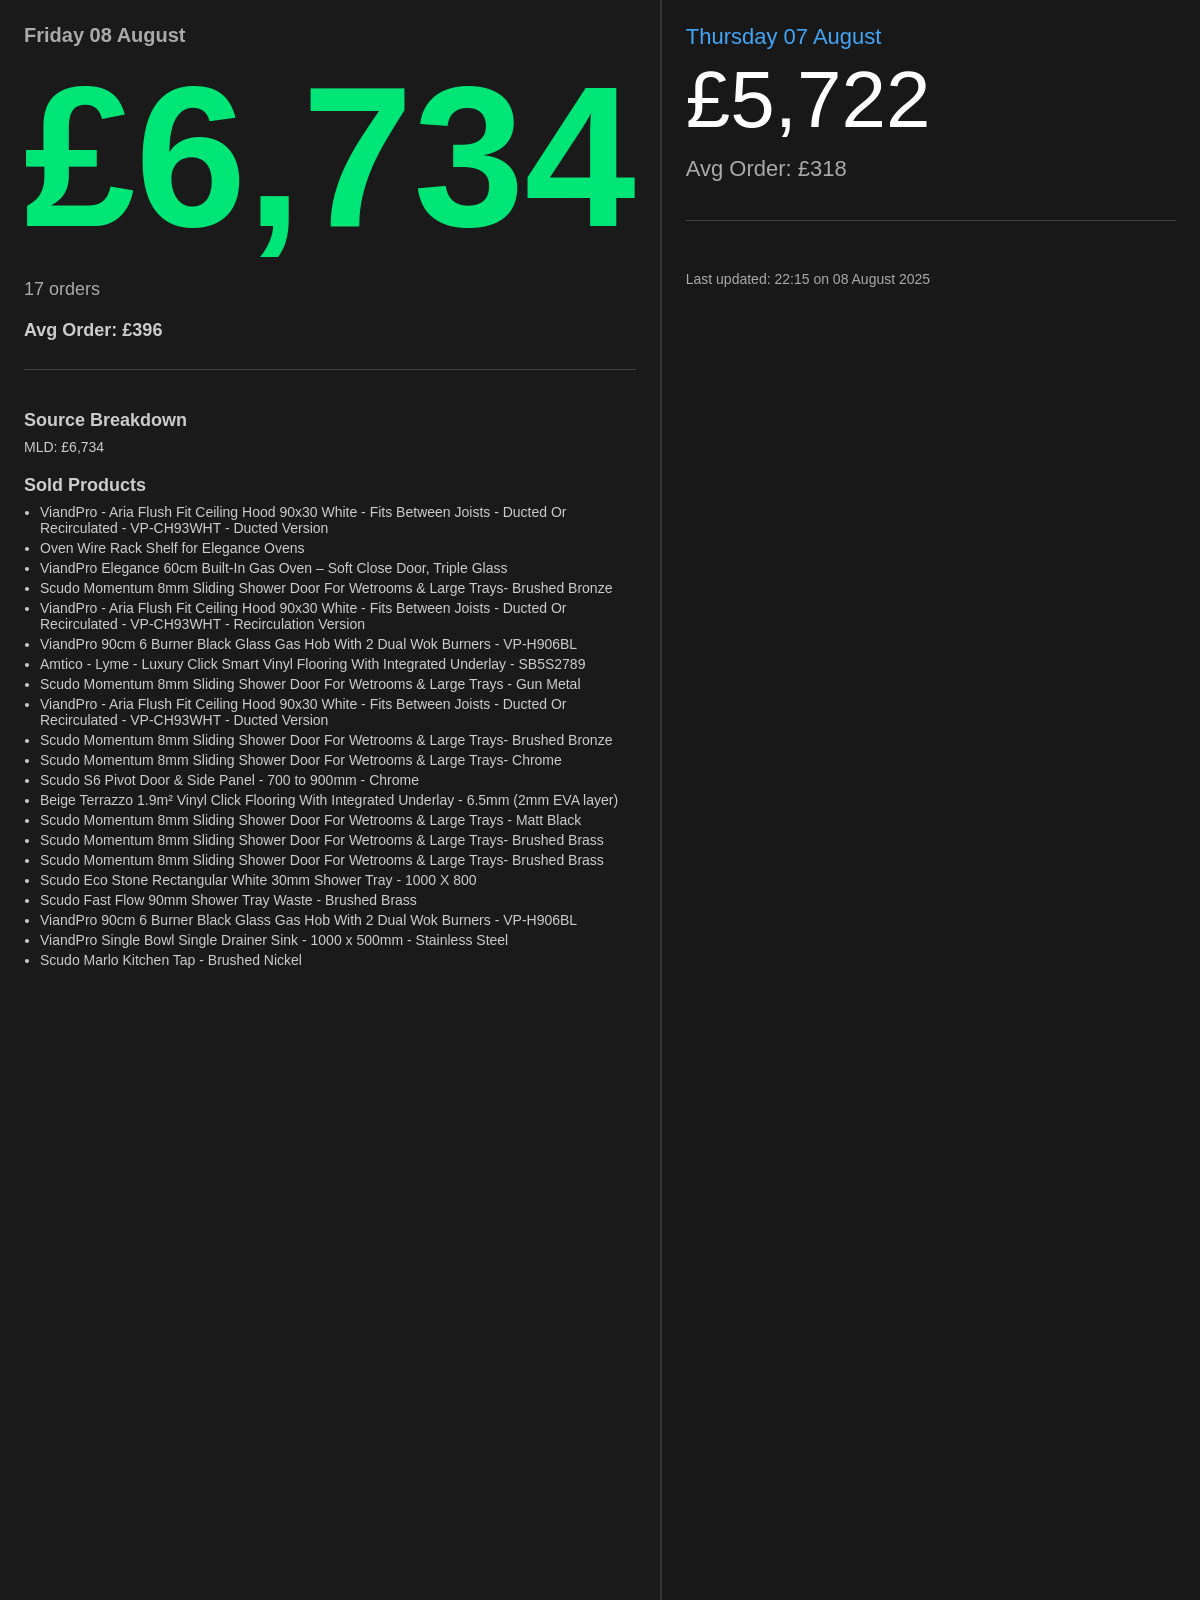 Friday 08 August
£6,734
17 orders
Avg Order: £396
Source Breakdown
MLD: £6,734
Sold Products
• ViandPro - Aria Flush Fit Ceiling Hood 90x30 White - Fits Between Joists - Ducted Or
Recirculated - VP-CH93WHT - Ducted Version
• Oven Wire Rack Shelf for Elegance Ovens
• ViandPro Elegance 60cm Built-In Gas Oven – Soft Close Door, Triple Glass
• Scudo Momentum 8mm Sliding Shower Door For Wetrooms & Large Trays- Brushed Bronze
• ViandPro - Aria Flush Fit Ceiling Hood 90x30 White - Fits Between Joists - Ducted Or
Recirculated - VP-CH93WHT - Recirculation Version
• ViandPro 90cm 6 Burner Black Glass Gas Hob With 2 Dual Wok Burners - VP-H906BL
• Amtico - Lyme - Luxury Click Smart Vinyl Flooring With Integrated Underlay - SB5S2789
• Scudo Momentum 8mm Sliding Shower Door For Wetrooms & Large Trays - Gun Metal
• ViandPro - Aria Flush Fit Ceiling Hood 90x30 White - Fits Between Joists - Ducted Or
Recirculated - VP-CH93WHT - Ducted Version
• Scudo Momentum 8mm Sliding Shower Door For Wetrooms & Large Trays- Brushed Bronze
• Scudo Momentum 8mm Sliding Shower Door For Wetrooms & Large Trays- Chrome
• Scudo S6 Pivot Door & Side Panel - 700 to 900mm - Chrome
• Beige Terrazzo 1.9m² Vinyl Click Flooring With Integrated Underlay - 6.5mm (2mm EVA layer)
• Scudo Momentum 8mm Sliding Shower Door For Wetrooms & Large Trays - Matt Black
• Scudo Momentum 8mm Sliding Shower Door For Wetrooms & Large Trays- Brushed Brass
• Scudo Momentum 8mm Sliding Shower Door For Wetrooms & Large Trays- Brushed Brass
• Scudo Eco Stone Rectangular White 30mm Shower Tray - 1000 X 800
• Scudo Fast Flow 90mm Shower Tray Waste - Brushed Brass
• ViandPro 90cm 6 Burner Black Glass Gas Hob With 2 Dual Wok Burners - VP-H906BL
• ViandPro Single Bowl Single Drainer Sink - 1000 x 500mm - Stainless Steel
• Scudo Marlo Kitchen Tap - Brushed Nickel
Thursday 07 August
£5,722
Avg Order: £318
Last updated: 22:15 on 08 August 2025